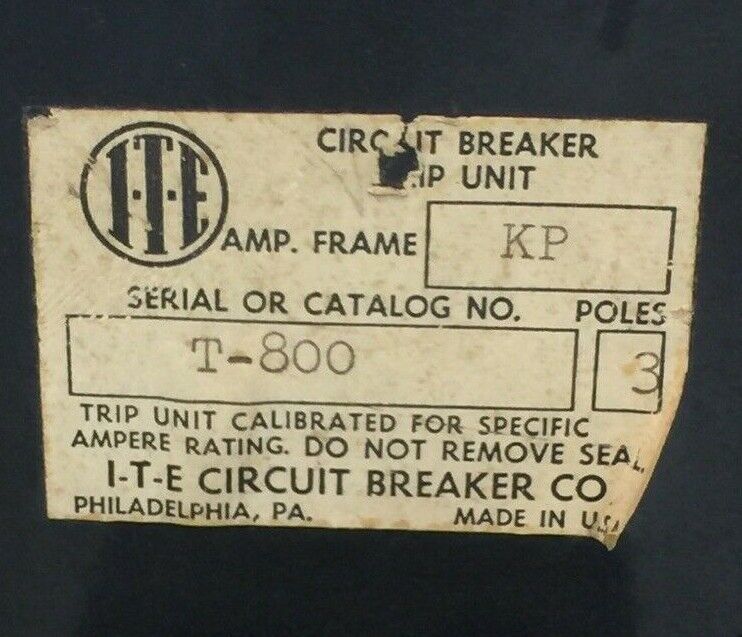 I-T-E
CIRCUIT BREAKER
TRIP UNIT
AMP. FRAME KP
SERIAL OR CATALOG NO. POLES
T-800 3
TRIP UNIT CALIBRATED FOR SPECIFIC
AMPERE RATING. DO NOT REMOVE SEAL
I-T-E CIRCUIT BREAKER CO
PHILADELPHIA, PA. MADE IN U.S.A